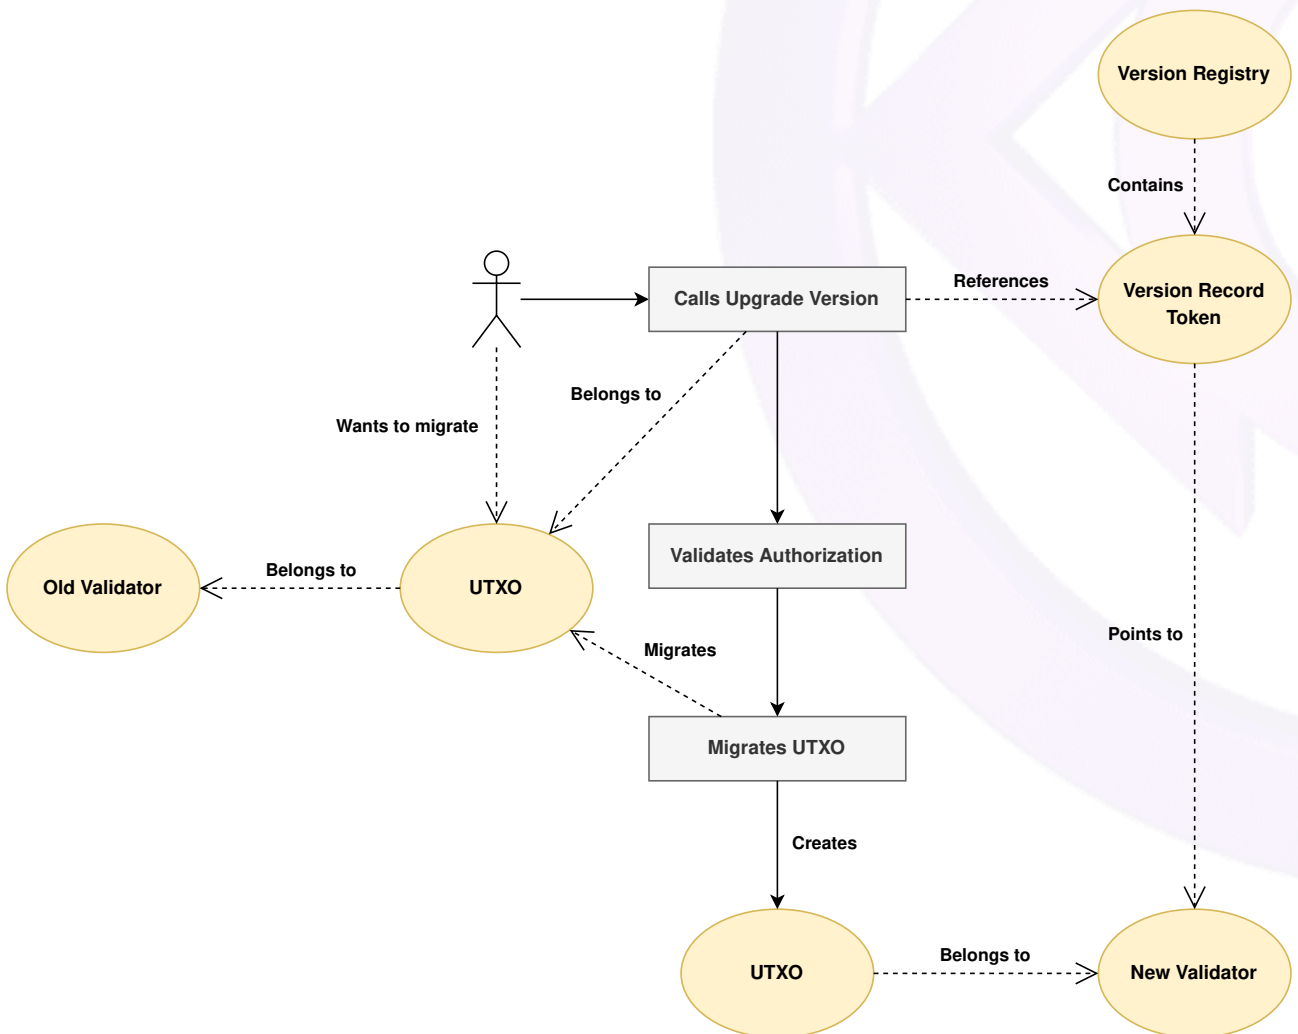 Version Registry
Contains
Calls Upgrade Version
References
Version Record
Token
Belongs to
Wants to migrate
Validates Authorization
Belongs to
Old Validator
UTXO
Migrates
Points to
Migrates UTXO
Creates
UTXO
Belongs to
New Validator